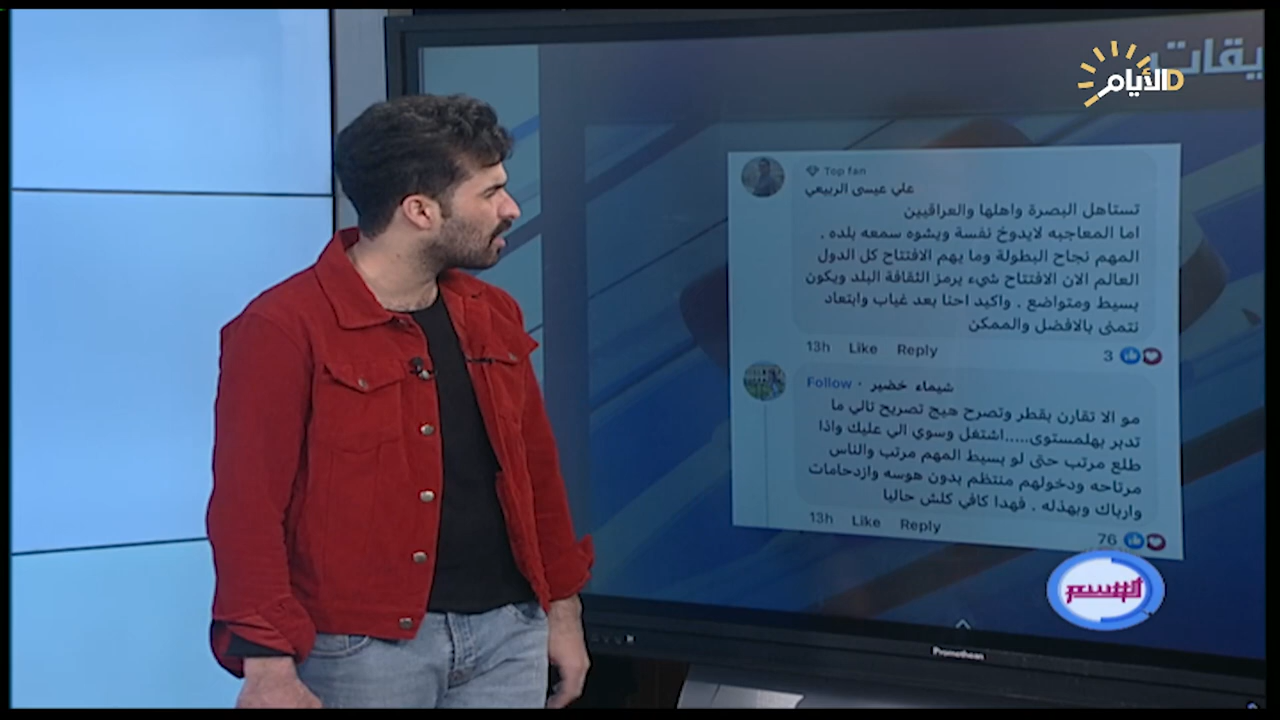 يقات
الأيام
Top fan
علي عيسى الربيعي
تستاهل البصرة واهلها والعراقيين
اما المعاجبه لايدوخ نفسة ويشوه سمعه بلده .
المهم نجاح البطولة وما يهم الافتتاح كل الدول
العالم الان الافتتاح شيء يرمز الثقافة البلد ويكون
بسيط ومتواضع . واكيد احنا بعد غياب وابتعاد
نتمنى بالافضل والممكن
13h Like Reply 3
شيماء خضير · Follow
مو الا تقارن بقطر وتصرح هيج تصريح تالي ما
تدبر بهلمستوى.....اشتغل وسوي الي عليك واذا
طلع مرتب حتى لو بسيط المهم مرتب والناس
مرتاحه ودخولهم منتظم بدون هوسه وازدحامات
وارباك وبهذله . فهدا كافي كلش حاليا
13h Like Reply
76
Promethean